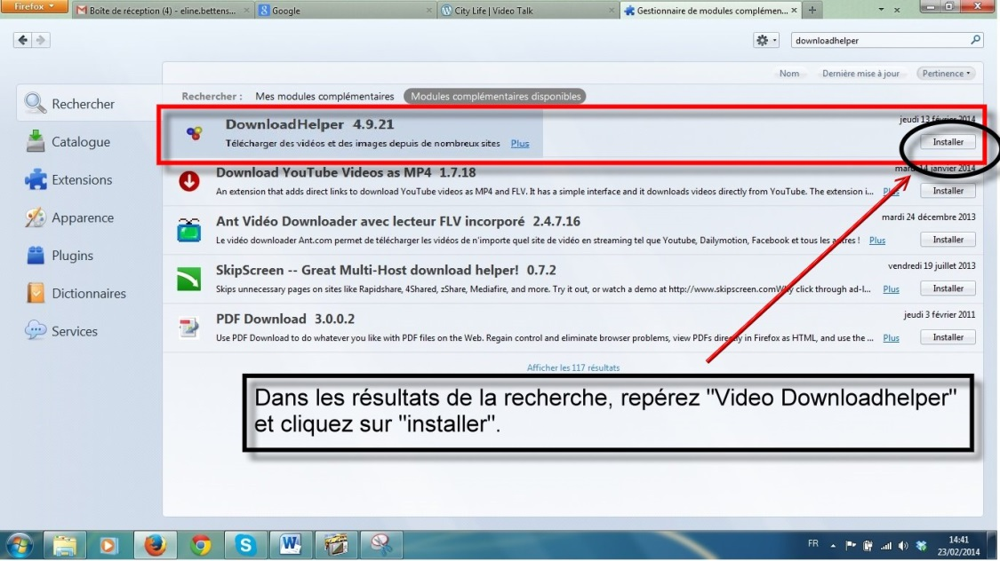 Firefox
Boîte de réception (4) - eline.bettens...
Google
City Life | Video Talk
Gestionnaire de modules complémen...
downloadhelper
Nom Dernière mise à jour Pertinence
Rechercher
Catalogue
Extensions
Apparence
Plugins
Dictionnaires
Services
Rechercher : Mes modules complémentaires Modules complémentaires disponibles
DownloadHelper 4.9.21
jeudi 13 février 2014
Télécharger des vidéos et des images depuis de nombreux sites Plus
Installer
Download YouTube Videos as MP4 1.7.18
mardi 14 janvier 2014
An extension that adds direct links to download YouTube videos as MP4 and FLV. It has a simple interface and it downloads videos directly from YouTube. The extension i... Plus
Installer
Ant Vidéo Downloader avec lecteur FLV incorporé 2.4.7.16
mardi 24 décembre 2013
Le vidéo downloader Ant.com permet de télécharger les vidéos de n'importe quel site de vidéo en streaming tel que Youtube, Dailymotion, Facebook et tous les autres ! Plus
Installer
SkipScreen -- Great Multi-Host download helper! 0.7.2
vendredi 19 juillet 2013
Skips unnecessary pages on sites like Rapidshare, 4Shared, zShare, Mediafire, and more. Try it out, or watch a demo at http://www.skipscreen.comWhy click through ad-l... Plus
Installer
PDF Download 3.0.0.2
jeudi 3 février 2011
Use PDF Download to do whatever you like with PDF files on the Web. Regain control and eliminate browser problems, view PDFs directly in Firefox as HTML, and use the ... Plus
Installer
Afficher les 117 résultats
Dans les résultats de la recherche, repérez "Video Downloadhelper"
et cliquez sur "installer".
FR
14:41
23/02/2014